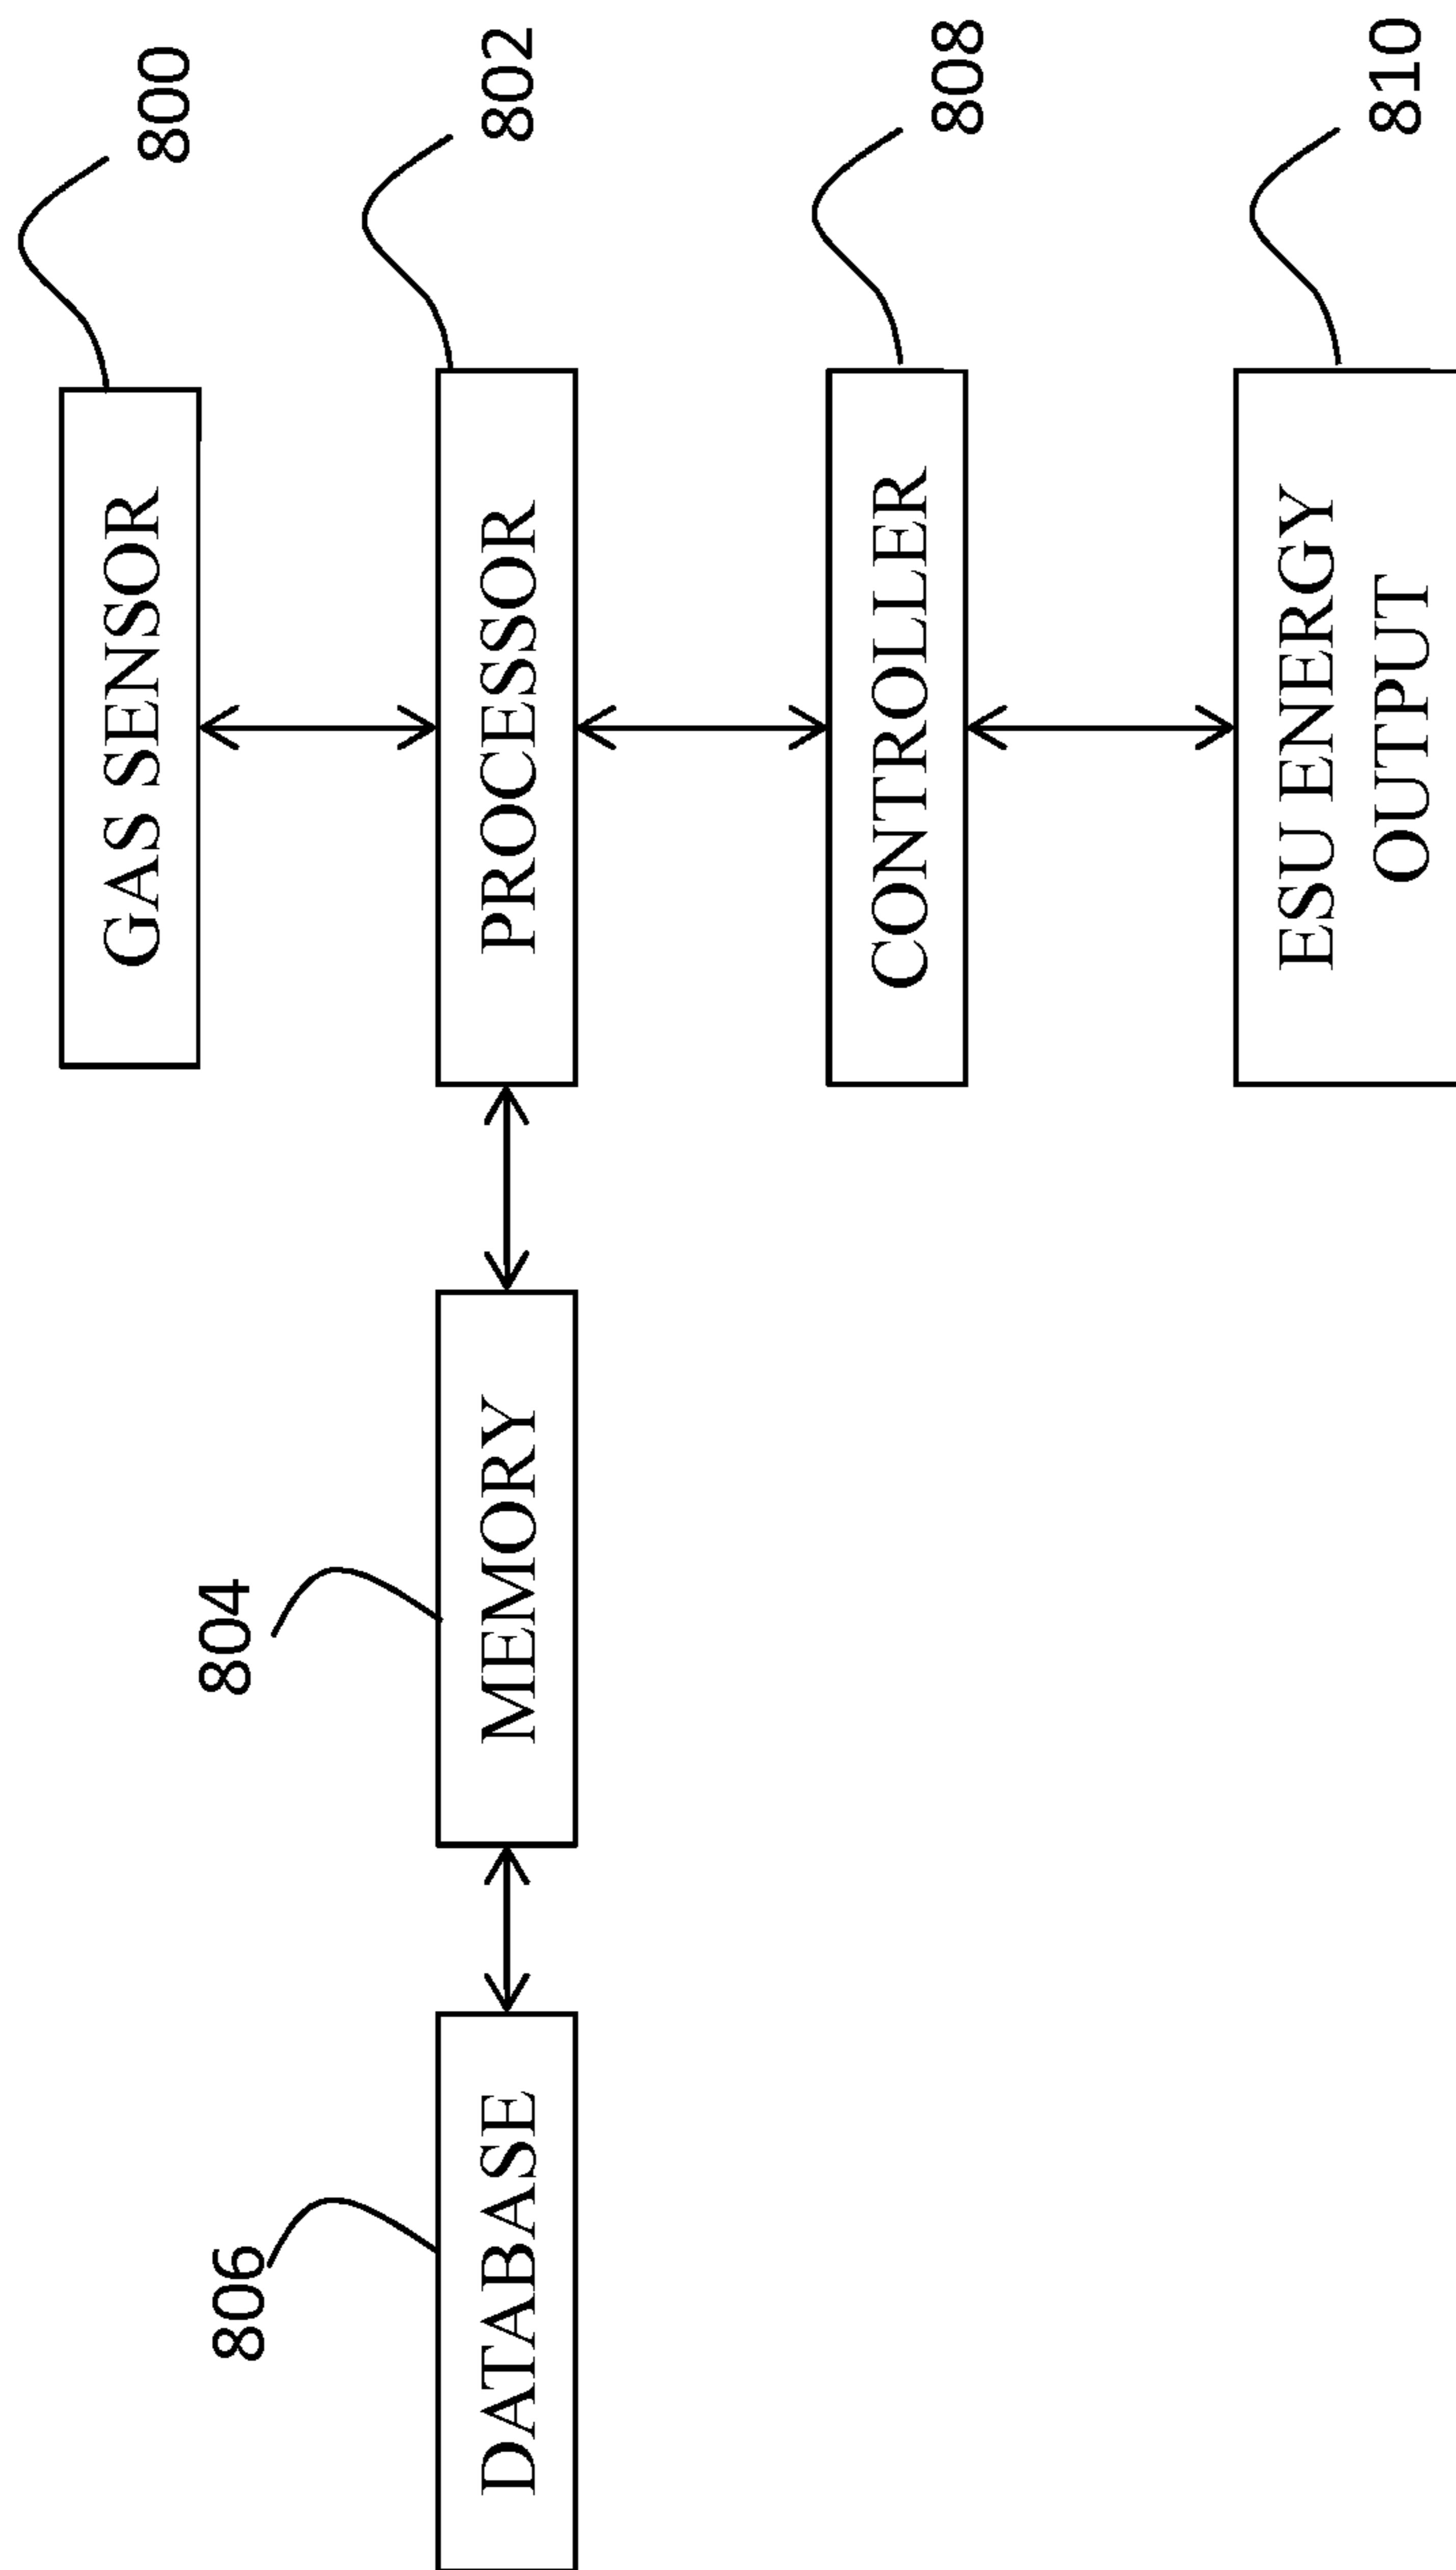 800
GAS SENSOR
802
PROCESSOR
804
MEMORY
806
DATABASE
808
CONTROLLER
810
ESU ENERGY
OUTPUT